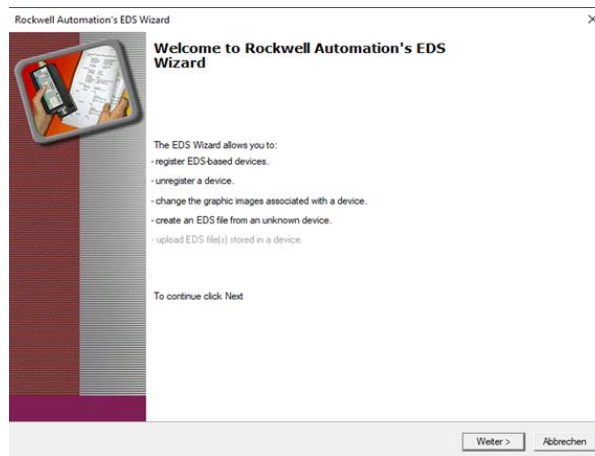 Rockwell Automation's EDS Wizard
Welcome to Rockwell Automation's EDS
Wizard
The EDS Wizard allows you to:
- register EDS-based devices.
- unregister a device.
- change the graphic images associated with a device.
- create an EDS file from an unknown device.
- upload EDS file(s) stored in a device.
To continue click Next
Weiter >
Abbrechen